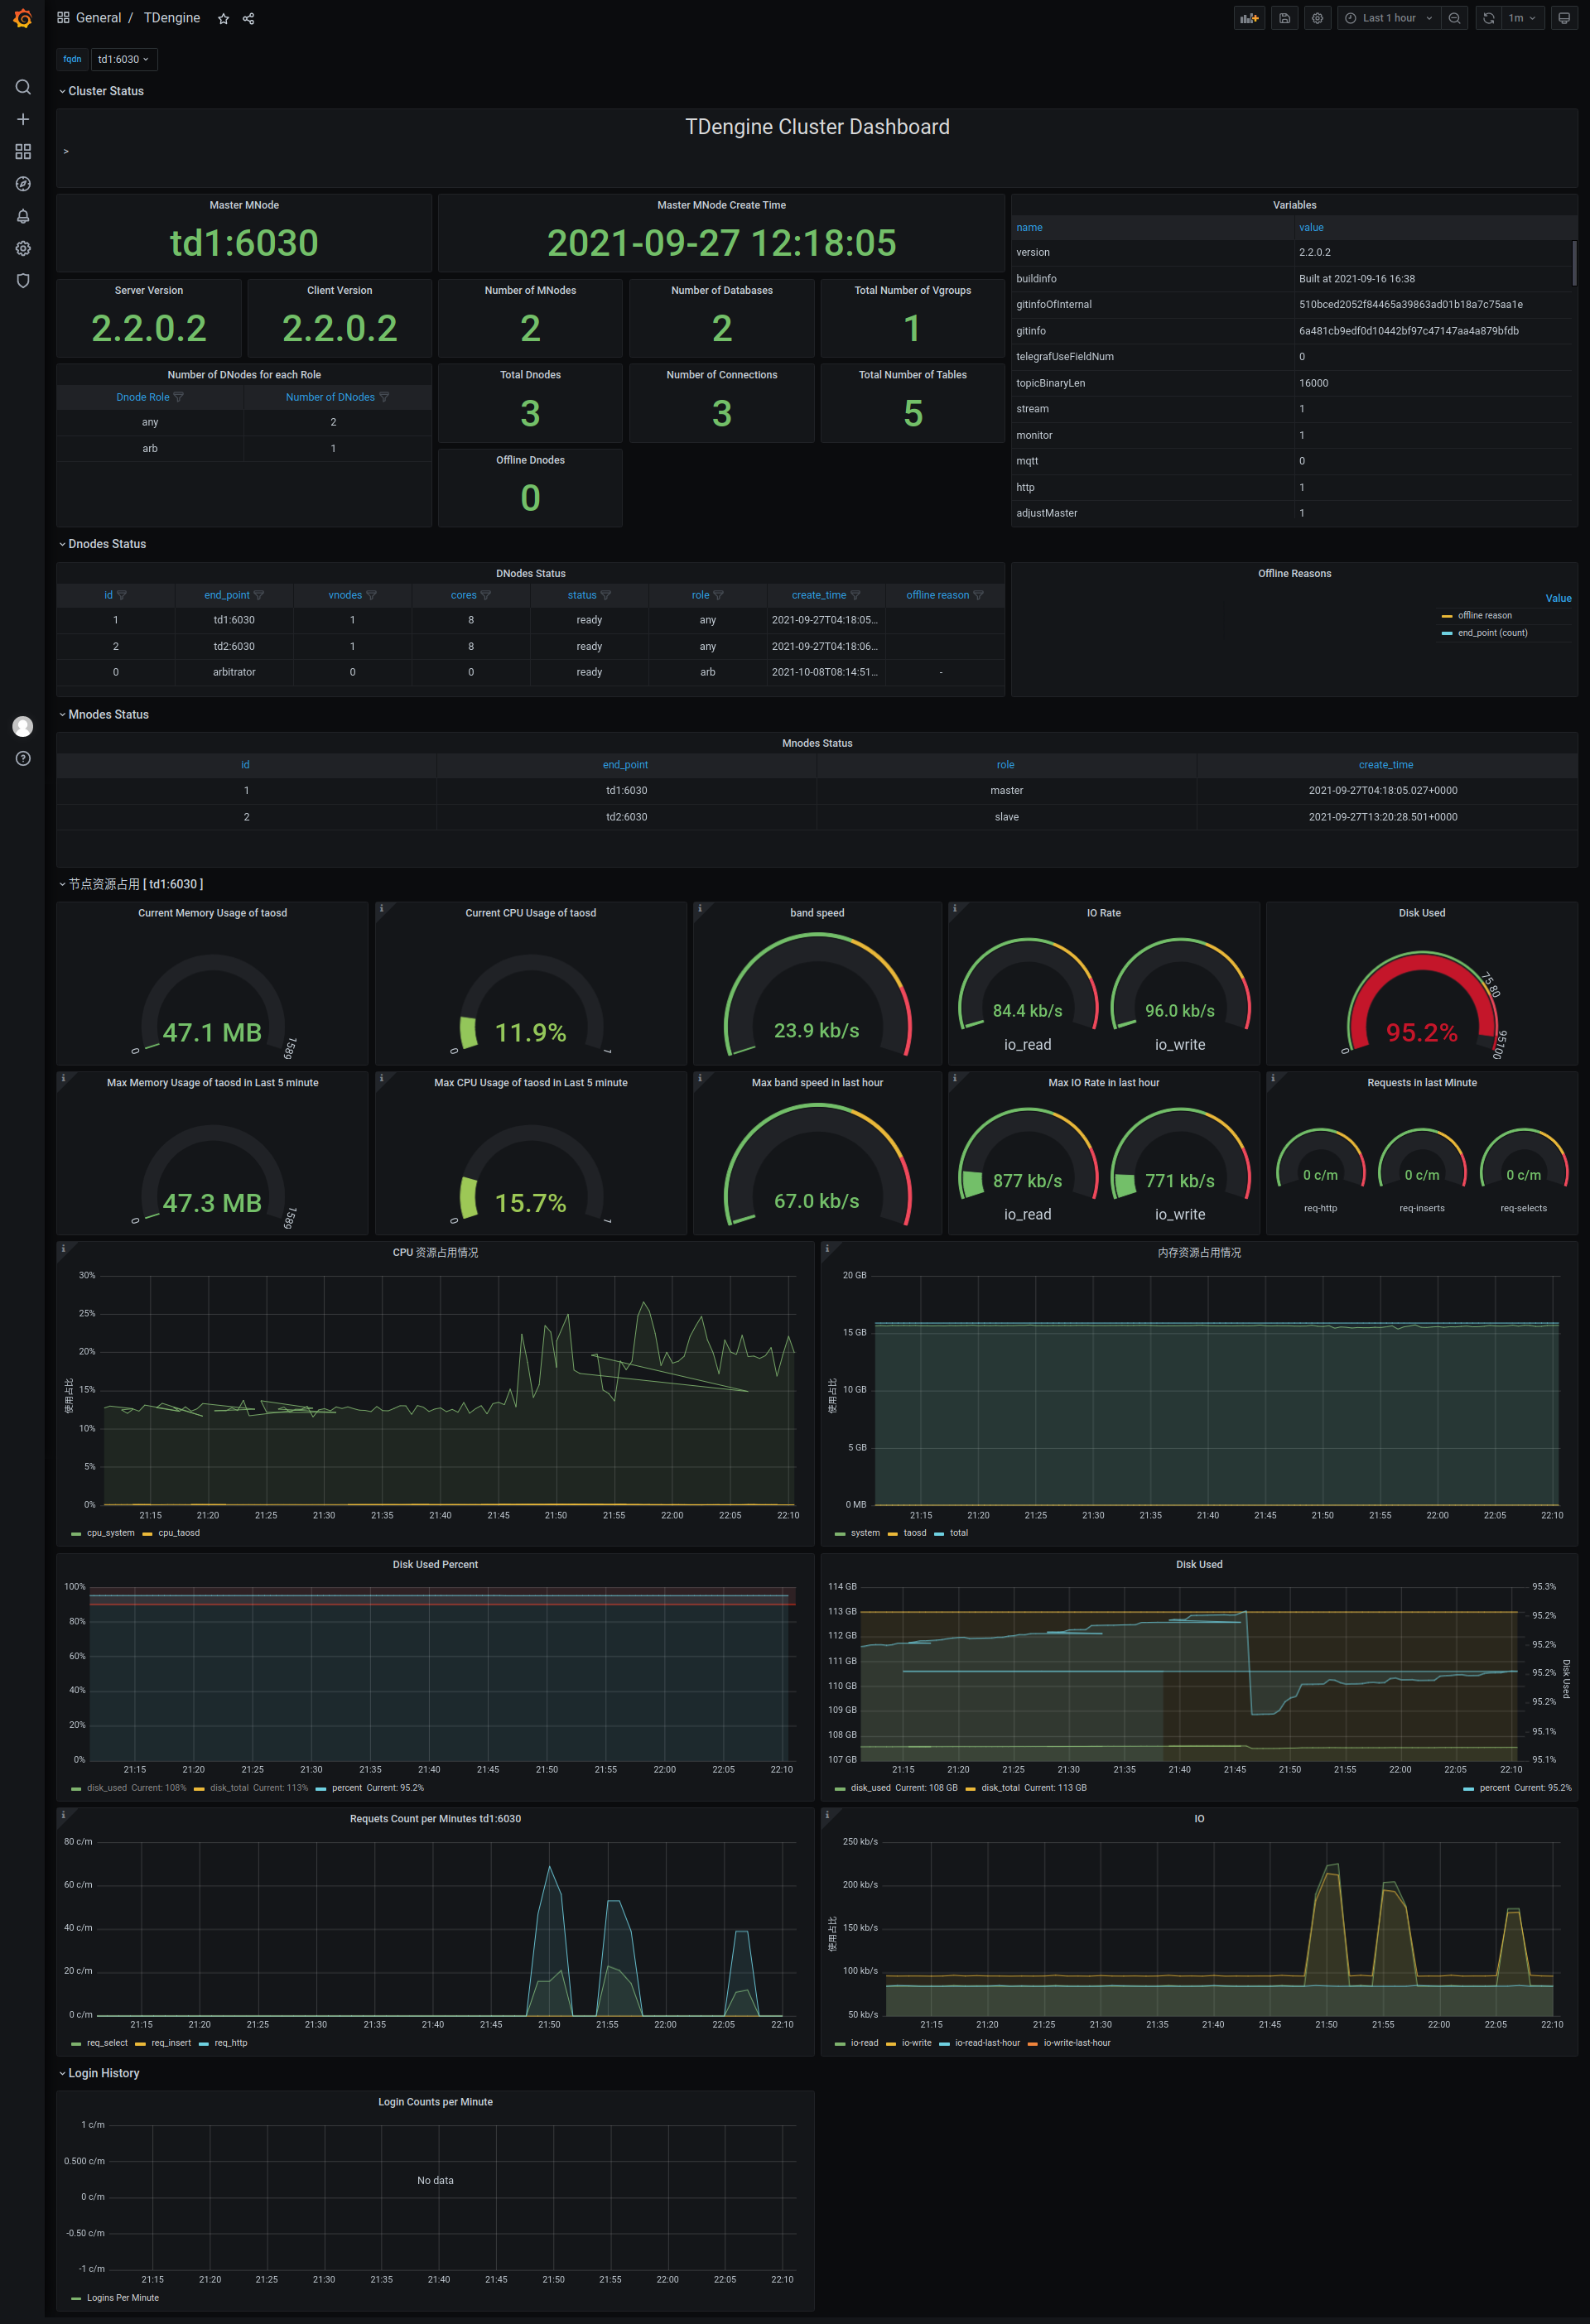 General / TDengine
Last 1 hour
1m
fqdn td1:6030
Cluster Status
TDengine Cluster Dashboard
>
Master MNode
td1:6030
Master MNode Create Time
2021-09-27 12:18:05
Server Version
2.2.0.2
Client Version
2.2.0.2
Number of MNodes
2
Number of Databases
2
Total Number of Vgroups
1
Number of DNodes for each Role
Dnode Role Number of DNodes
any 2
arb 1
Total Dnodes
3
Number of Connections
3
Total Number of Tables
5
Offline Dnodes
0
Variables
name value
version 2.2.0.2
buildinfo Built at 2021-09-16 16:38
gitinfoOfInternal 510bced2052f84465a39863ad01b18a7c75aa1e
gitinfo 6a481cb9edf0d10442bf97c47147aa4a879bfdb
telegrafUseFieldNum 0
topicBinaryLen 16000
stream 1
monitor 1
mqtt 0
http 1
adjustMaster 1
Dnodes Status
DNodes Status
id end_point vnodes cores status role create_time offline reason
1 td1:6030 1 8 ready any 2021-09-27T04:18:05...
2 td2:6030 1 8 ready any 2021-09-27T04:18:06...
0 arbitrator 0 0 ready arb 2021-10-08T08:14:51... -
Offline Reasons
Value
offline reason
end_point (count)
Mnodes Status
Mnodes Status
id end_point role create_time
1 td1:6030 master 2021-09-27T04:18:05.027+0000
2 td2:6030 slave 2021-09-27T13:20:28.501+0000
节点资源占用 [ td1:6030 ]
Current Memory Usage of taosd
47.1 MB
0 1589
Current CPU Usage of taosd
11.9%
0 1
band speed
23.9 kb/s
IO Rate
84.4 kb/s 96.0 kb/s
io_read io_write
Disk Used
95.2%
0 75 80 95100
Max Memory Usage of taosd in Last 5 minute
47.3 MB
0 1589
Max CPU Usage of taosd in Last 5 minute
15.7%
0 1
Max band speed in last hour
67.0 kb/s
Max IO Rate in last hour
877 kb/s 771 kb/s
io_read io_write
Requests in last Minute
0 c/m 0 c/m 0 c/m
req-http req-inserts req-selects
CPU 资源占用情况
使用占比
30%
25%
20%
15%
10%
5%
0%
21:15 21:20 21:25 21:30 21:35 21:40 21:45 21:50 21:55 22:00 22:05 22:10
cpu_system cpu_taosd
内存资源占用情况
使用占比
20 GB
15 GB
10 GB
5 GB
0 MB
21:15 21:20 21:25 21:30 21:35 21:40 21:45 21:50 21:55 22:00 22:05 22:10
system taosd total
Disk Used Percent
100%
80%
60%
40%
20%
0%
21:15 21:20 21:25 21:30 21:35 21:40 21:45 21:50 21:55 22:00 22:05 22:10
disk_used Current: 108% disk_total Current: 113% percent Current: 95.2%
Disk Used
114 GB
113 GB
112 GB
111 GB
110 GB
109 GB
108 GB
107 GB
95.3%
95.2%
95.2%
95.2%
95.2%
95.1%
95.1%
Disk Used
21:15 21:20 21:25 21:30 21:35 21:40 21:45 21:50 21:55 22:00 22:05 22:10
disk_used Current: 108 GB disk_total Current: 113 GB percent Current: 95.2%
Requets Count per Minutes td1:6030
80 c/m
60 c/m
40 c/m
20 c/m
0 c/m
21:15 21:20 21:25 21:30 21:35 21:40 21:45 21:50 21:55 22:00 22:05 22:10
req_select req_insert req_http
IO
使用占比
250 kb/s
200 kb/s
150 kb/s
100 kb/s
50 kb/s
21:15 21:20 21:25 21:30 21:35 21:40 21:45 21:50 21:55 22:00 22:05 22:10
io-read io-write io-read-last-hour io-write-last-hour
Login History
Login Counts per Minute
1 c/m
0.500 c/m
0 c/m
-0.50 c/m
-1 c/m
No data
21:15 21:20 21:25 21:30 21:35 21:40 21:45 21:50 21:55 22:00 22:05 22:10
Logins Per Minute